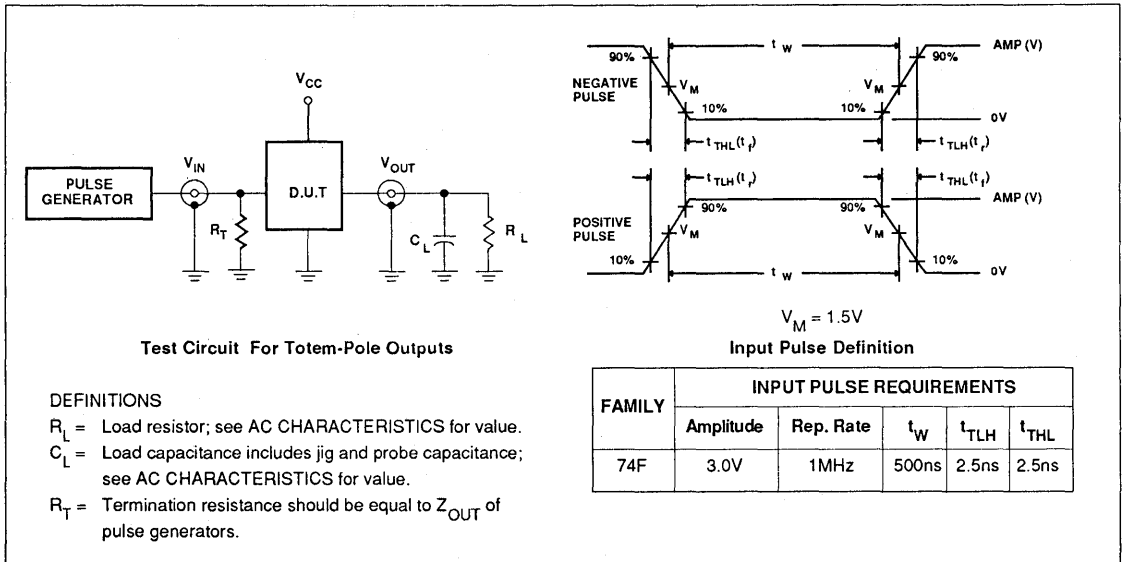 V_CC
V_IN
V_OUT
PULSE
GENERATOR
D.U.T
R_T
C_L
R_L
Test Circuit For Totem-Pole Outputs
DEFINITIONS
R_L = Load resistor; see AC CHARACTERISTICS for value.
C_L = Load capacitance includes jig and probe capacitance;
see AC CHARACTERISTICS for value.
R_T = Termination resistance should be equal to Z_OUT of
pulse generators.
t_W
AMP (V)
90%
90%
NEGATIVE
PULSE
V_M
V_M
10%
10%
0V
t_THL(t_f)
t_TLH(t_r)
t_TLH(t_r)
t_THL(t_f)
AMP (V)
90%
90%
POSITIVE
PULSE
V_M
V_M
10%
10%
t_W
0V
V_M = 1.5V
Input Pulse Definition
FAMILY
INPUT PULSE REQUIREMENTS
Amplitude Rep. Rate t_W t_TLH t_THL
74F 3.0V 1MHz 500ns 2.5ns 2.5ns